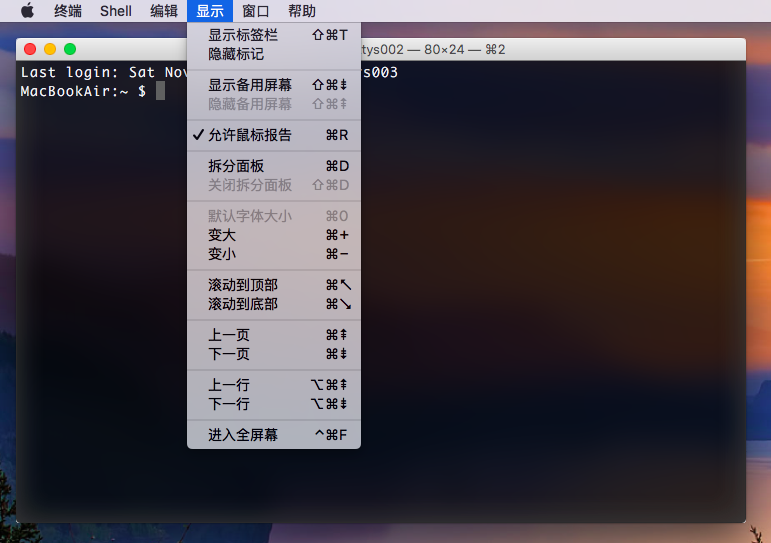 终端 Shell 编辑 显示 窗口 帮助
tys002 — 80×24 — ⌘2
Last login: Sat Nov
ys003
MacBookAir:~ $
显示标签栏 ⇧⌘T
隐藏标记
显示备用屏幕 ⇧⌘⇟
隐藏备用屏幕 ⇧⌘⇞
✓ 允许鼠标报告 ⌘R
拆分面板 ⌘D
关闭拆分面板 ⇧⌘D
默认字体大小 ⌘0
变大 ⌘+
变小 ⌘−
滚动到顶部 ⌘↖
滚动到底部 ⌘↘
上一页 ⌘⇞
下一页 ⌘⇟
上一行 ⌥⌘⇞
下一行 ⌥⌘⇟
进入全屏幕 ^⌘F